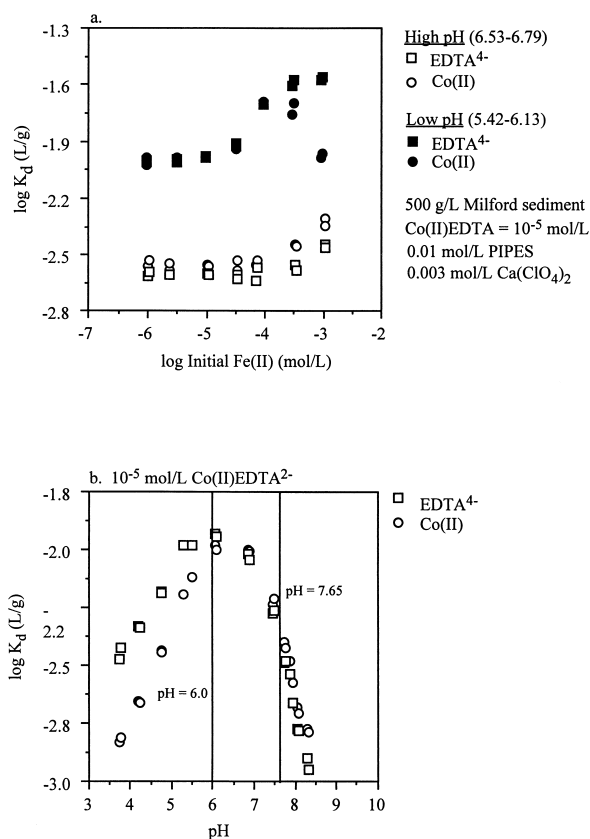 a.
-1.3
-1.6
-1.9
-2.2
-2.5
-2.8
log Kd (L/g)
-7 -6 -5 -4 -3 -2
log Initial Fe(II) (mol/L)
High pH (6.53-6.79)
EDTA4-
Co(II)
Low pH (5.42-6.13)
EDTA4-
Co(II)
500 g/L Milford sediment
Co(II)EDTA = 10-5 mol/L
0.01 mol/L PIPES
0.003 mol/L Ca(ClO4)2
b. 10-5 mol/L Co(II)EDTA2-
-1.8
-2.0
-
2.2
-2.5
-2.8
-3.0
log Kd (L/g)
pH = 7.65
pH = 6.0
3 4 5 6 7 8 9 10
pH
EDTA4-
Co(II)